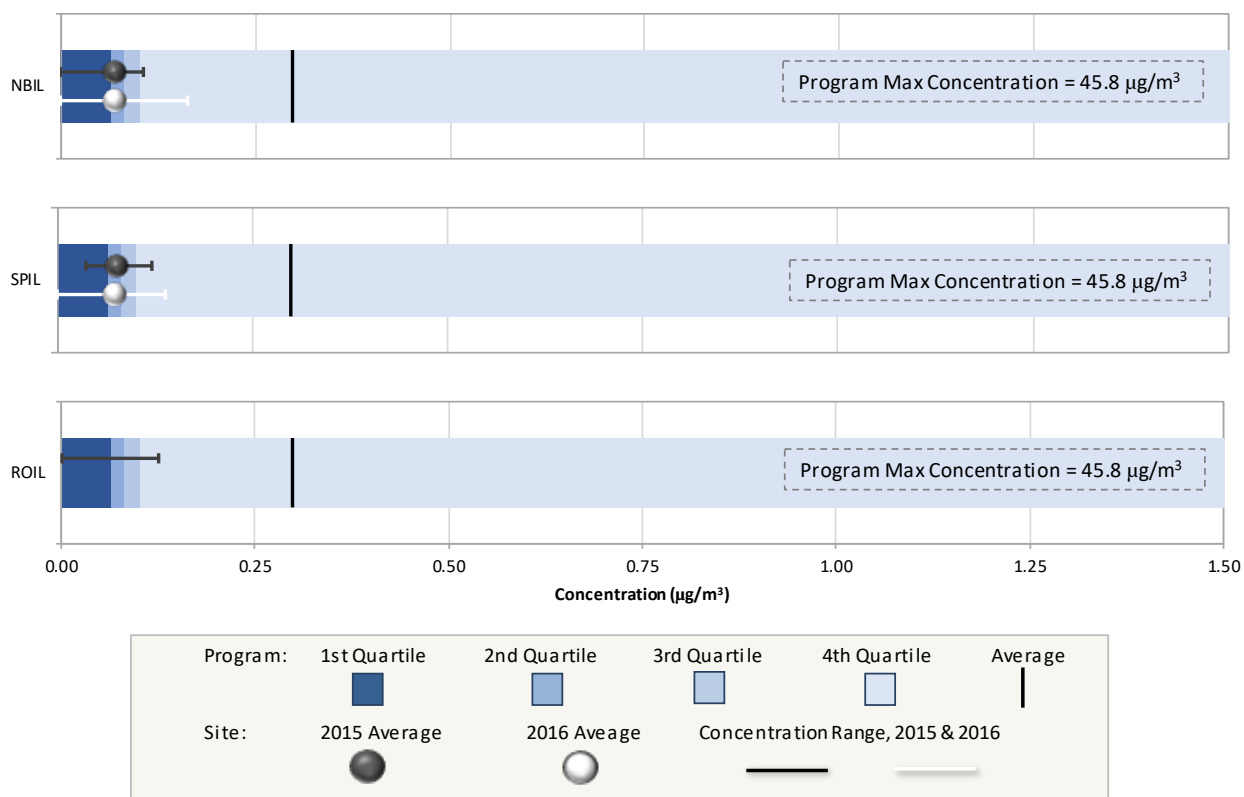 NBIL
Program Max Concentration = 45.8 µg/m³
SPIL
Program Max Concentration = 45.8 µg/m³
ROIL
Program Max Concentration = 45.8 µg/m³
0.00 0.25 0.50 0.75 1.00 1.25 1.50
Concentration (µg/m³)
Program: 1st Quartile 2nd Quartile 3rd Quartile 4th Quartile Average
Site: 2015 Average 2016 Aveage Concentration Range, 2015 & 2016